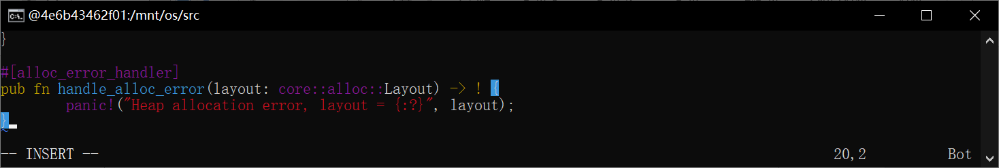 @4e6b43462f01:/mnt/os/src
}
#[alloc_error_handler]
pub fn handle_alloc_error(layout: core::alloc::Layout) -> ! {
        panic!("Heap allocation error, layout = {:?}", layout);
}
~
-- INSERT -- 20,2 Bot